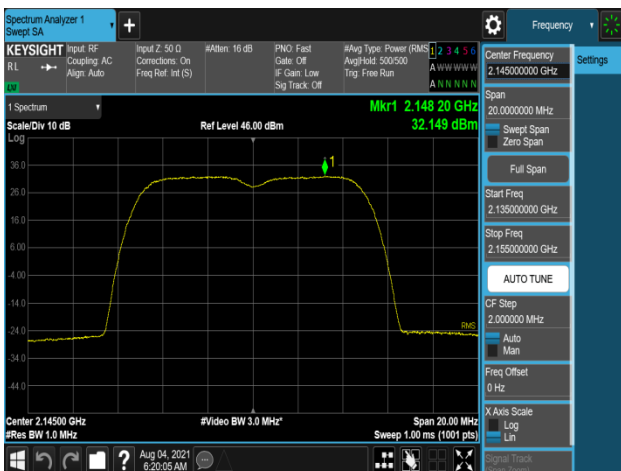 Spectrum Analyzer 1
Swept SA
+
Frequency
KEYSIGHT
RL
Input: RF
Coupling: AC
Align: Auto
Input Z: 50 Ω
Corrections: On
Freq Ref: Int (S)
#Atten: 16 dB
PNO: Fast
Gate: Off
IF Gain: Low
Sig Track: Off
#Avg Type: Power (RMS
Avg|Hold: 500/500
Trig: Free Run
1 2 3 4 5 6
A W W W W W
A N N N N N
Center Frequency
2.145000000 GHz
Settings
Span
20.0000000 MHz
Swept Span
Zero Span
Full Span
Start Freq
2.135000000 GHz
Stop Freq
2.155000000 GHz
AUTO TUNE
CF Step
2.000000 MHz
Auto
Man
Freq Offset
0 Hz
X Axis Scale
Log
Lin
Signal Track
1 Spectrum
Scale/Div 10 dB
Log
Ref Level 46.00 dBm
Mkr1 2.148 20 GHz
32.149 dBm
1
36.0
26.0
16.0
6.00
-4.00
-14.0
-24.0
-34.0
-44.0
RMS
Center 2.14500 GHz
#Res BW 1.0 MHz
#Video BW 3.0 MHz*
Span 20.00 MHz
Sweep 1.00 ms (1001 pts)
?
Aug 04, 2021
6:20:05 AM